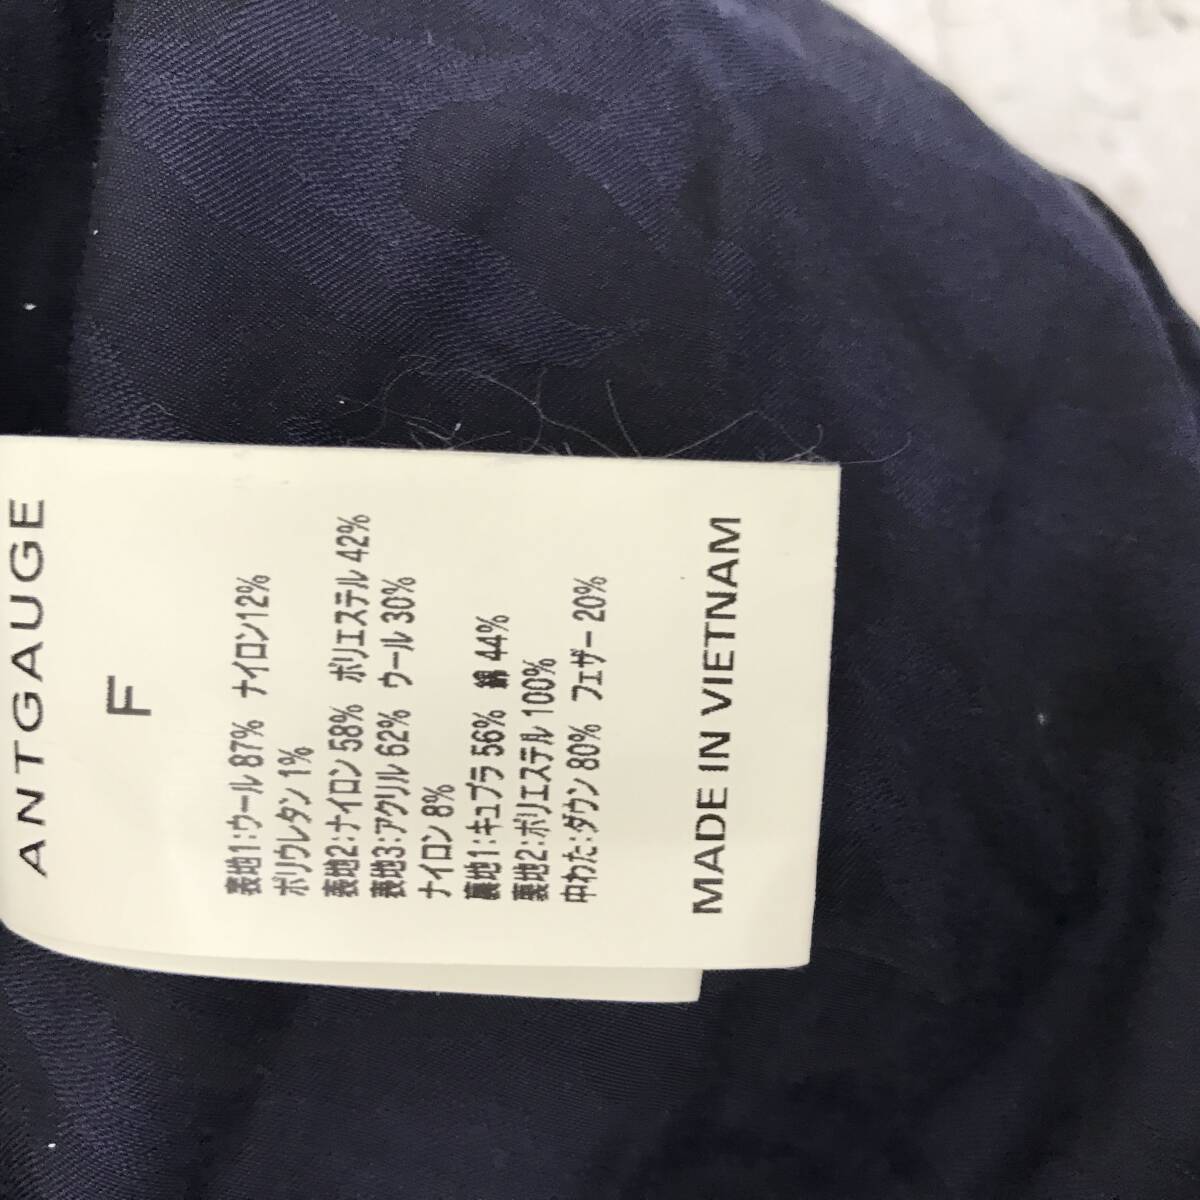 ANTGAUGE
F
表地1:ウール 87% ナイロン12%
ポリウレタン 1%
表地2:ナイロン 58% ポリエステル 42%
表地3:アクリル 62% ウール 30%
ナイロン 8%
裏地1:キュプラ 56% 綿 44%
裏地2:ポリエステル 100%
中わた:ダウン 80% フェザー 20%
MADE IN VIETNAM